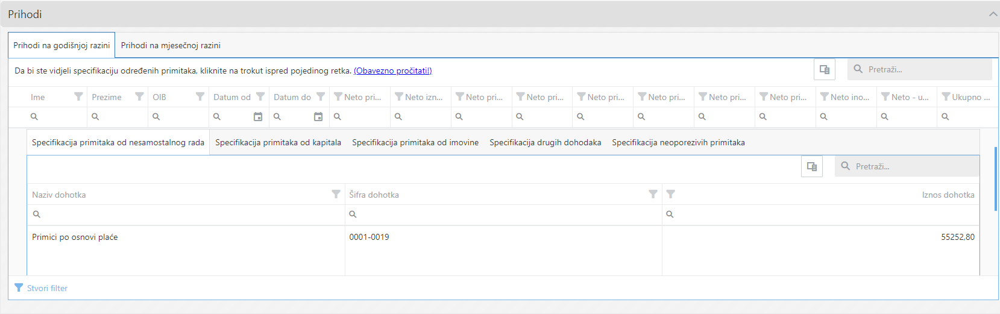 Prihodi
Prihodi na godišnjoj razini Prihodi na mjesečnoj razini
Da bi ste vidjeli specifikaciju određenih primitaka, kliknite na trokut ispred pojedinog retka. (Obavezno pročitati!) Pretraži...
Ime Prezime OIB Datum od Datum do Neto pri... Neto izn... Neto pri... Neto pri... Neto pri... Neto pri... Neto pri... Neto pri... Neto ino... Neto - u... Ukupno ...
Specifikacija primitaka od nesamostalnog rada Specifikacija primitaka od kapitala Specifikacija primitaka od imovine Specifikacija drugih dohodaka Specifikacija neoporezivih primitaka
Pretraži...
Naziv dohotka Šifra dohotka Iznos dohotka
Primici po osnovi plaće 0001-0019 55252,80
Stvori filter